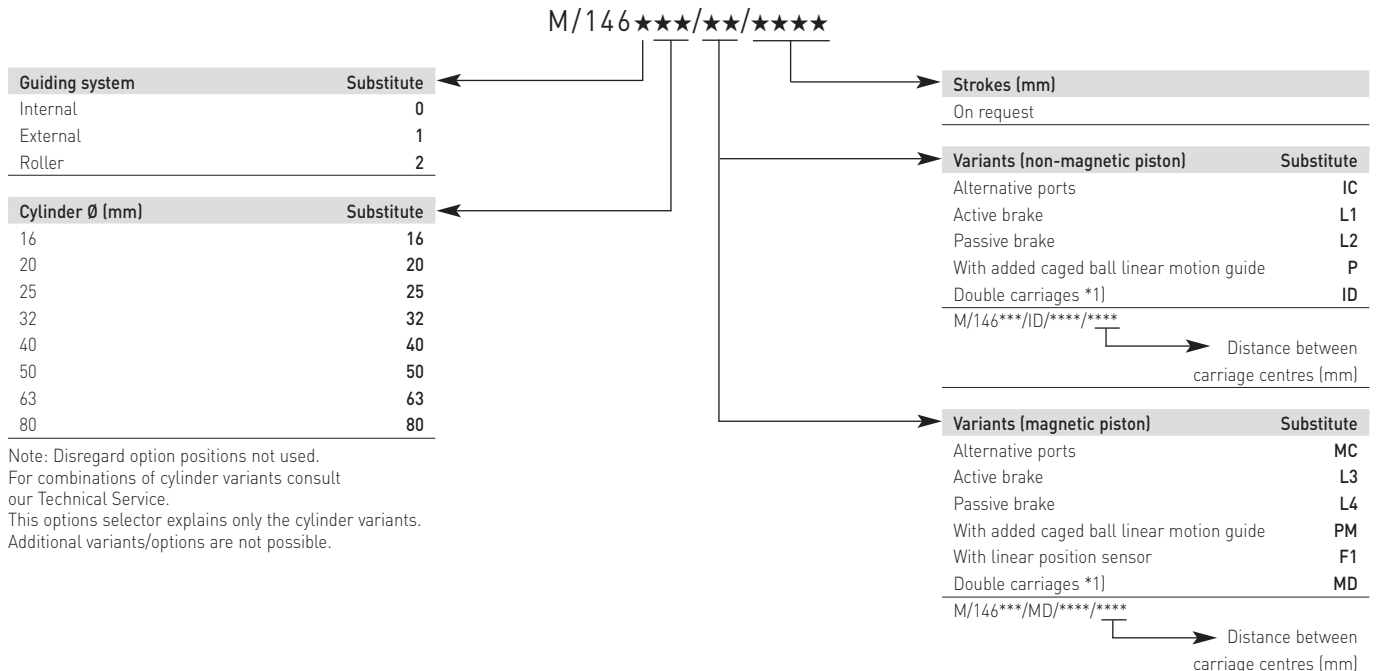 M/146★★★/★★/★★★★
Guiding system Substitute
Internal 0
External 1
Roller 2
Cylinder Ø (mm) Substitute
16 16
20 20
25 25
32 32
40 40
50 50
63 63
80 80
Note: Disregard option positions not used.
For combinations of cylinder variants consult
our Technical Service.
This options selector explains only the cylinder variants.
Additional variants/options are not possible.
Strokes (mm)
On request
Variants (non-magnetic piston) Substitute
Alternative ports IC
Active brake L1
Passive brake L2
With added caged ball linear motion guide P
Double carriages *1) ID
M/146***/ID/****/****
Distance between
carriage centres (mm)
Variants (magnetic piston) Substitute
Alternative ports MC
Active brake L3
Passive brake L4
With added caged ball linear motion guide PM
With linear position sensor F1
Double carriages *1) MD
M/146***/MD/****/****
Distance between
carriage centres (mm)